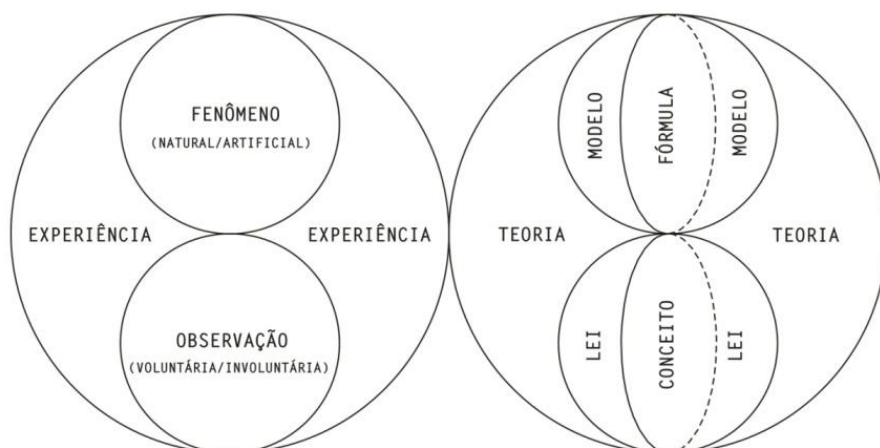 FENÔMENO
(NATURAL/ARTIFICIAL)
EXPERIÊNCIA
EXPERIÊNCIA
OBSERVAÇÃO
(VOLUNTÁRIA/INVOLUNTÁRIA)
MODELO
FÓRMULA
MODELO
TEORIA
TEORIA
LEI
CONCEITO
LEI